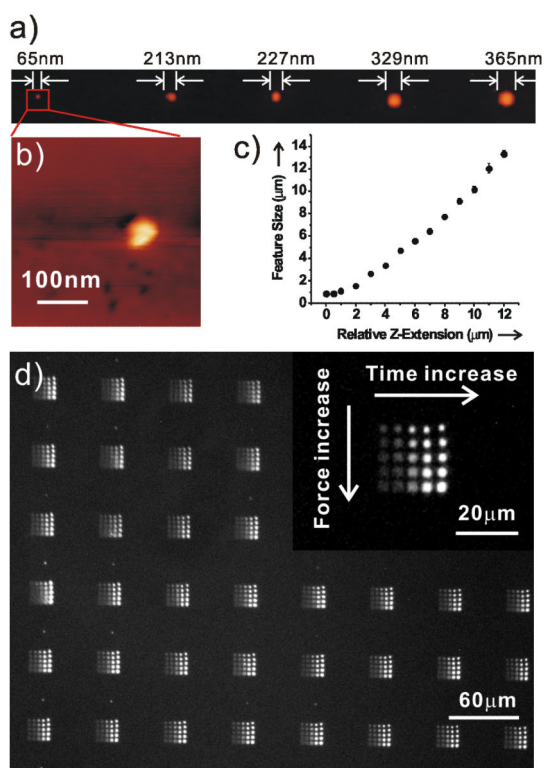 a)
65nm 213nm 227nm 329nm 365nm
b)
100nm
c)
Feature Size (μm)
14
12
10
8
6
4
2
0
0 2 4 6 8 10 12
Relative Z-Extension (μm)
d)
Time increase
Force increase
20μm
60μm